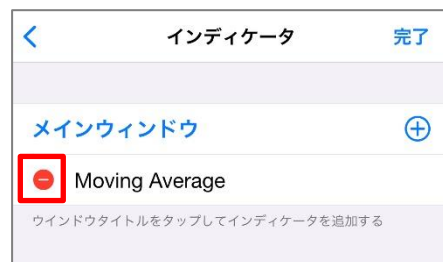 インディケータ 完了
メインウィンドウ
Moving Average
ウインドウタイトルをタップしてインディケータを追加する